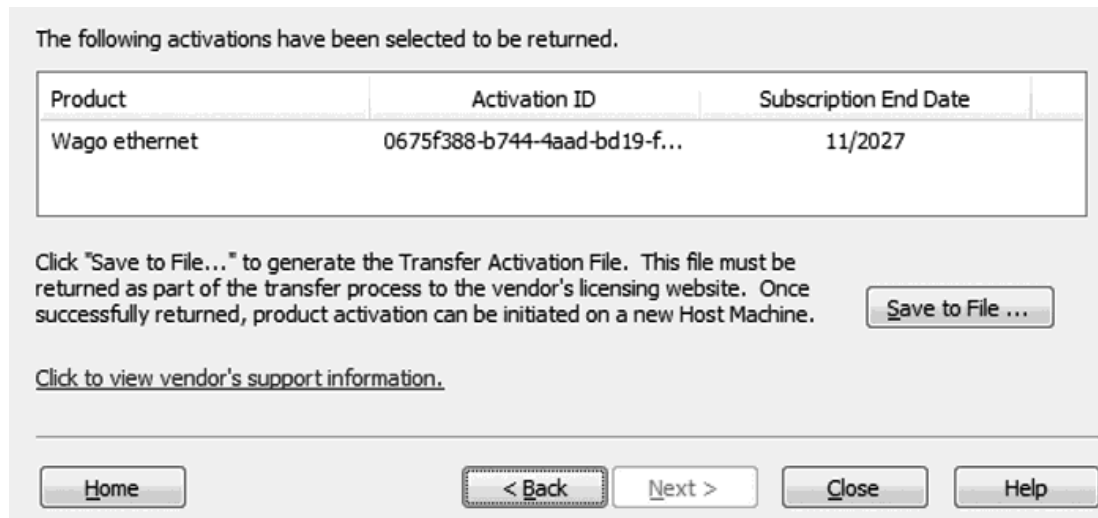 The following activations have been selected to be returned.
Product Activation ID Subscription End Date
Wago ethernet 0675f388-b744-4aad-bd19-f... 11/2027
Click "Save to File..." to generate the Transfer Activation File. This file must be
returned as part of the transfer process to the vendor's licensing website. Once
successfully returned, product activation can be initiated on a new Host Machine.
Save to File ...
Click to view vendor's support information.
Home < Back Next > Close Help